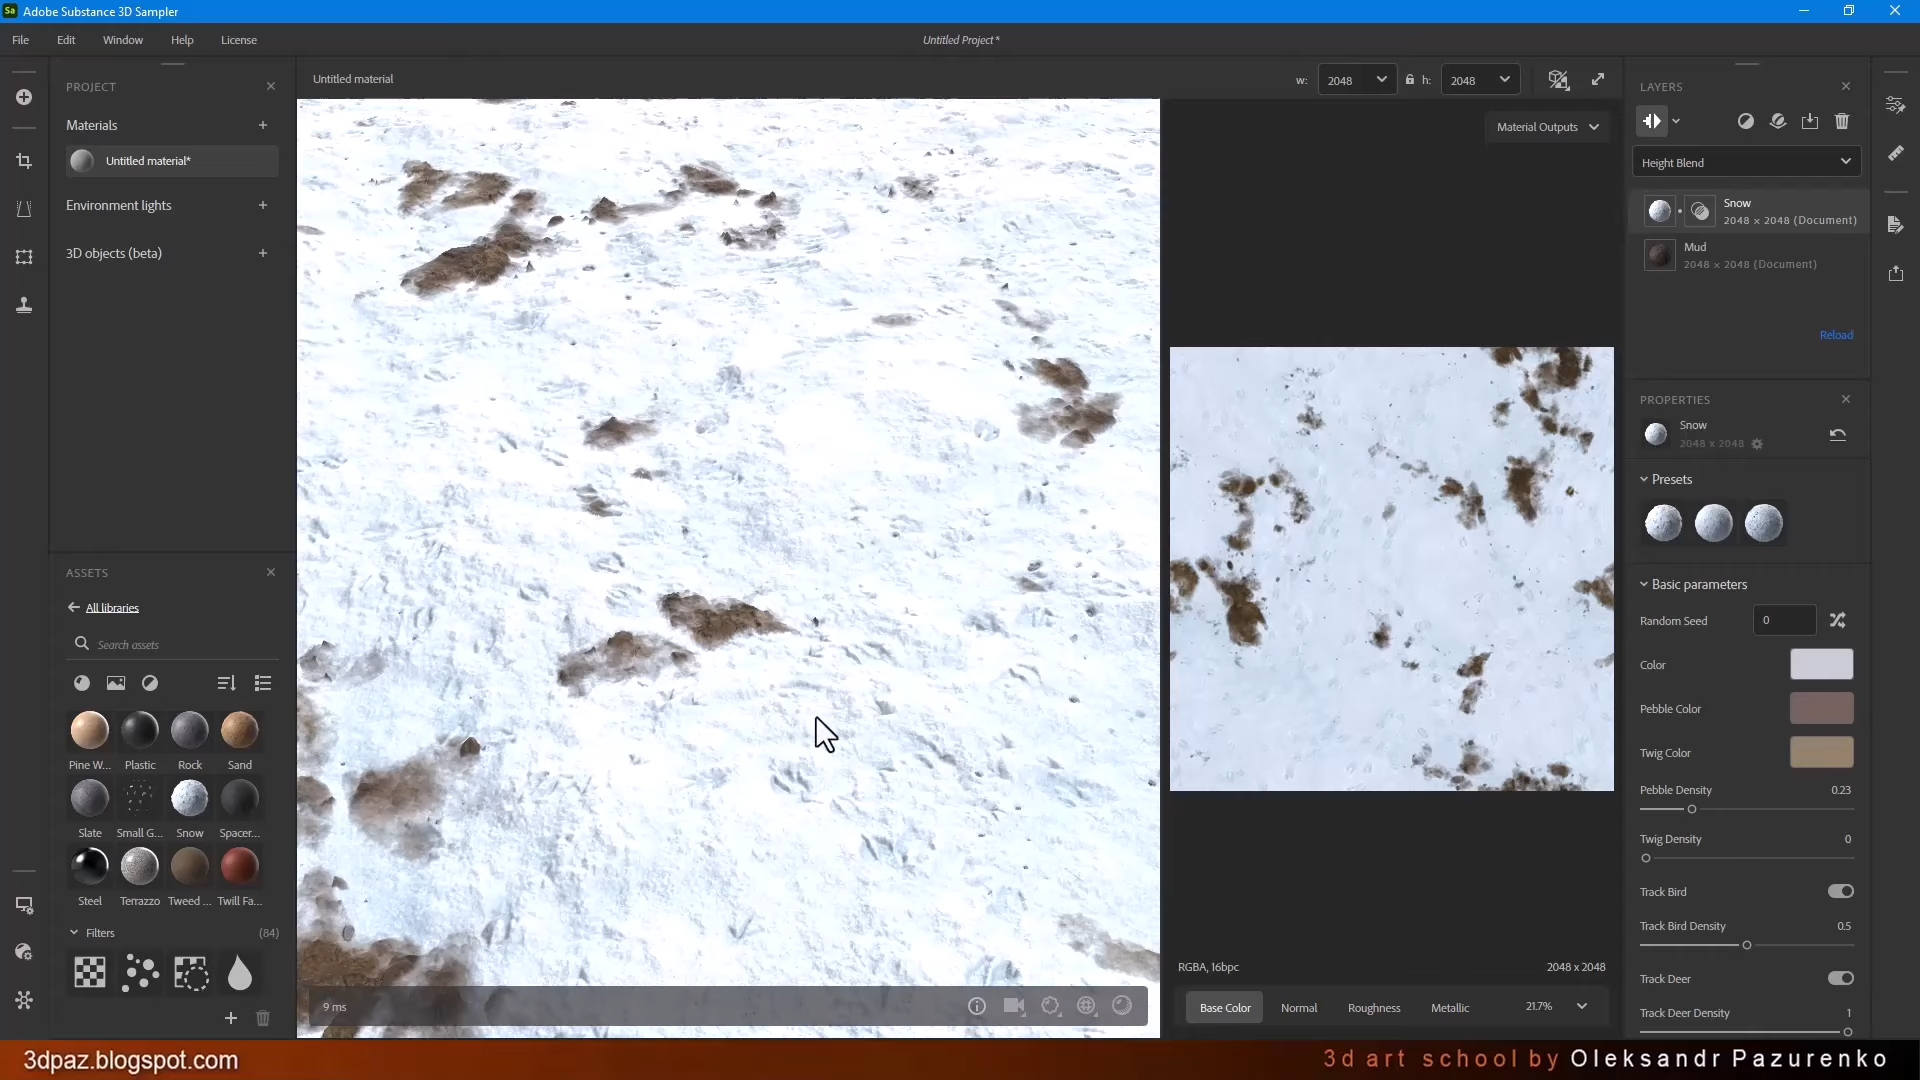 Sa Adobe Substance 3D Sampler
File Edit Window Help License
Untitled Project*
PROJECT
Materials
Untitled material*
Environment lights
3D objects (beta)
ASSETS
All libraries
Search assets
Pine W... Plastic Rock Sand
Slate Small G... Snow Spacer...
Steel Terrazzo Tweed ... Twill Fa...
Filters (84)
Untitled material
w: 2048 h: 2048
Material Outputs
9 ms
RGBA, 16bpc 2048 x 2048
Base Color Normal Roughness Metallic 21.7%
LAYERS
Height Blend
Snow
2048 × 2048 (Document)
Mud
2048 × 2048 (Document)
Reload
PROPERTIES
Snow
2048 x 2048
Presets
Basic parameters
Random Seed 0
Color
Pebble Color
Twig Color
Pebble Density 0.23
Twig Density 0
Track Bird
Track Bird Density 0.5
Track Deer
Track Deer Density 1
3dpaz.blogspot.com
3d art school by Oleksandr Pazurenko